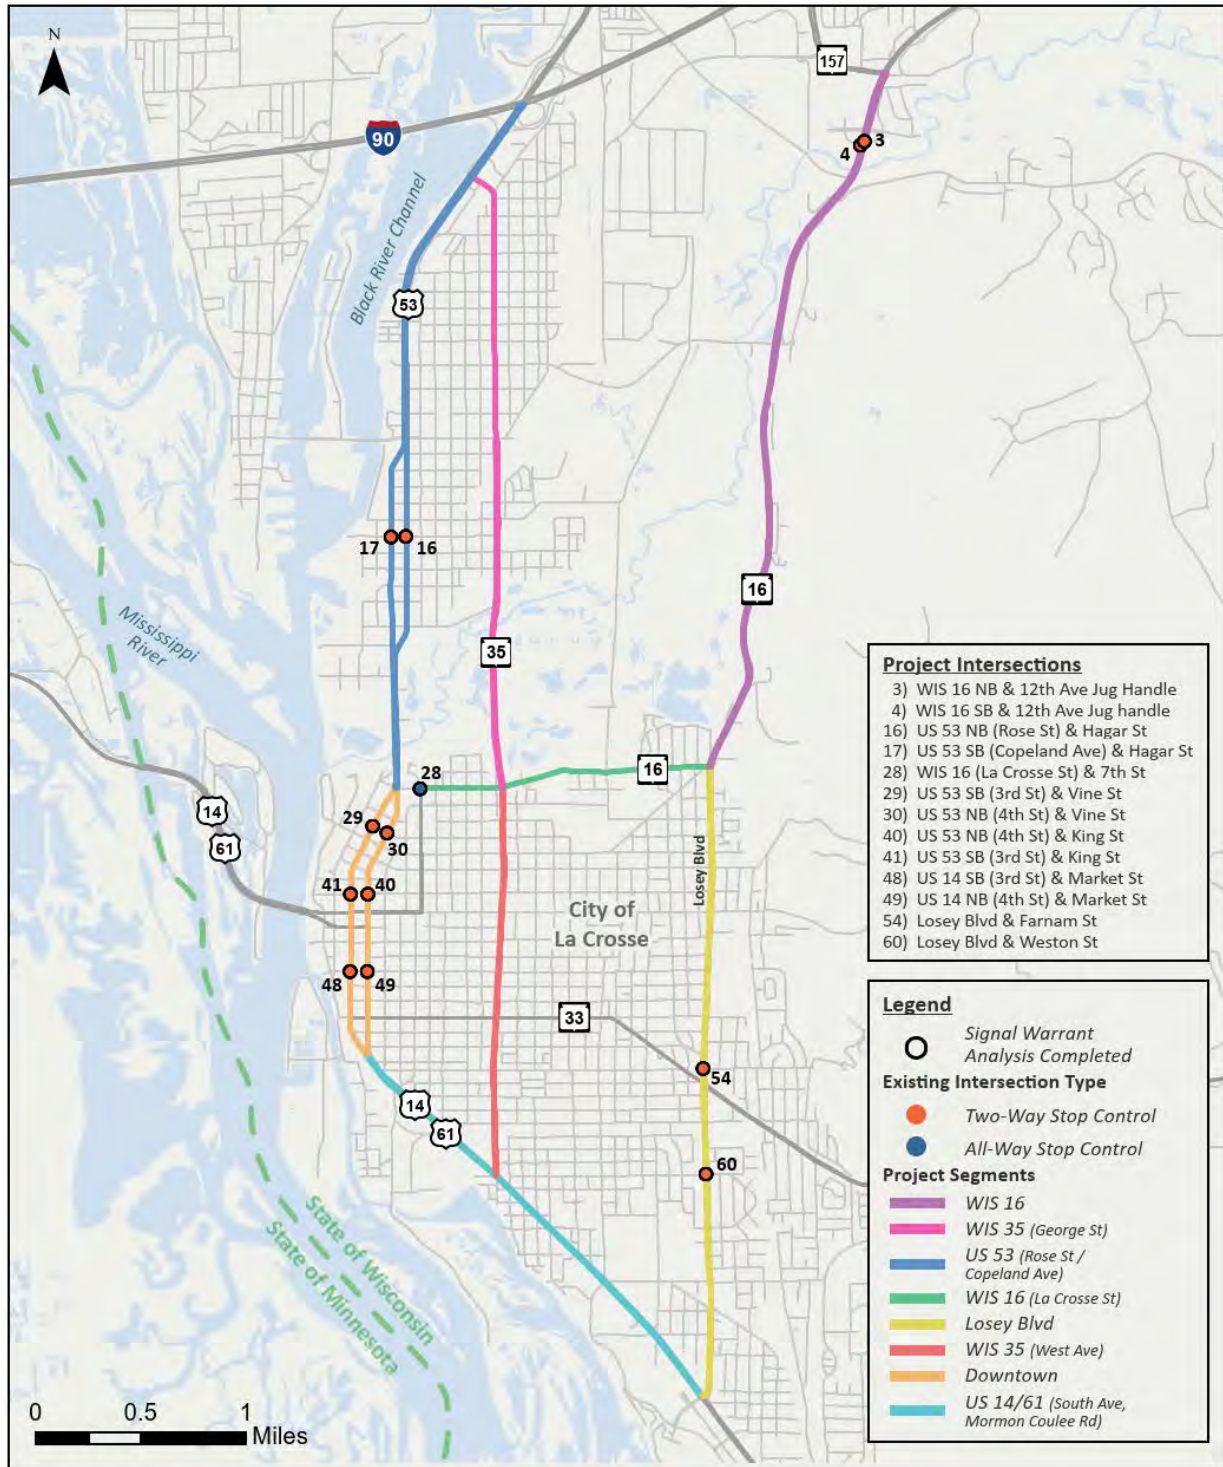 N
157
90
3
4
Black River Channel
53
17
16
16
Mississippi
River
35
28
16
29
30
14
61
41
40
Losey Blvd
City of
La Crosse
48
49
33
54
14
61
60
State of Wisconsin
State of Minnesota
0 0.5 1
Miles
Project Intersections
3) WIS 16 NB & 12th Ave Jug Handle
4) WIS 16 SB & 12th Ave Jug handle
16) US 53 NB (Rose St) & Hagar St
17) US 53 SB (Copeland Ave) & Hagar St
28) WIS 16 (La Crosse St) & 7th St
29) US 53 SB (3rd St) & Vine St
30) US 53 NB (4th St) & Vine St
40) US 53 NB (4th St) & King St
41) US 53 SB (3rd St) & King St
48) US 14 SB (3rd St) & Market St
49) US 14 NB (4th St) & Market St
54) Losey Blvd & Farnam St
60) Losey Blvd & Weston St
Legend
Signal Warrant
Analysis Completed
Existing Intersection Type
Two-Way Stop Control
All-Way Stop Control
Project Segments
WIS 16
WIS 35 (George St)
US 53 (Rose St /
Copeland Ave)
WIS 16 (La Crosse St)
Losey Blvd
WIS 35 (West Ave)
Downtown
US 14/61 (South Ave,
Mormon Coulee Rd)